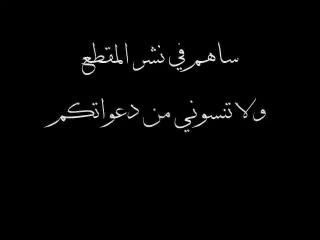 ساهم في نشر المقطع
ولا تنسوني من دعواتكم